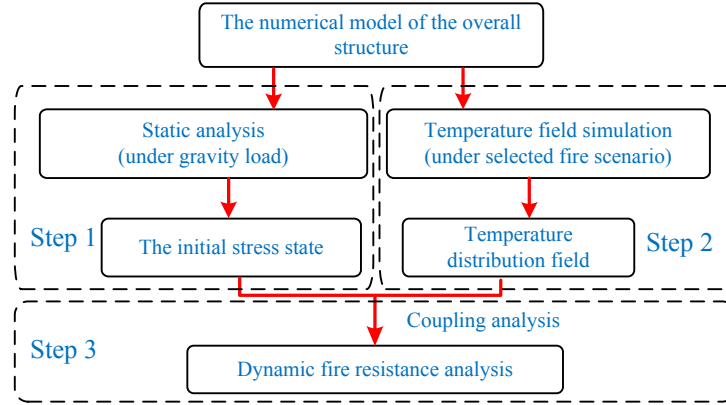 The numerical model of the overall
structure
Static analysis
(under gravity load)
Temperature field simulation
(under selected fire scenario)
Step 1
The initial stress state
Temperature
distribution field
Step 2
Coupling analysis
Step 3
Dynamic fire resistance analysis